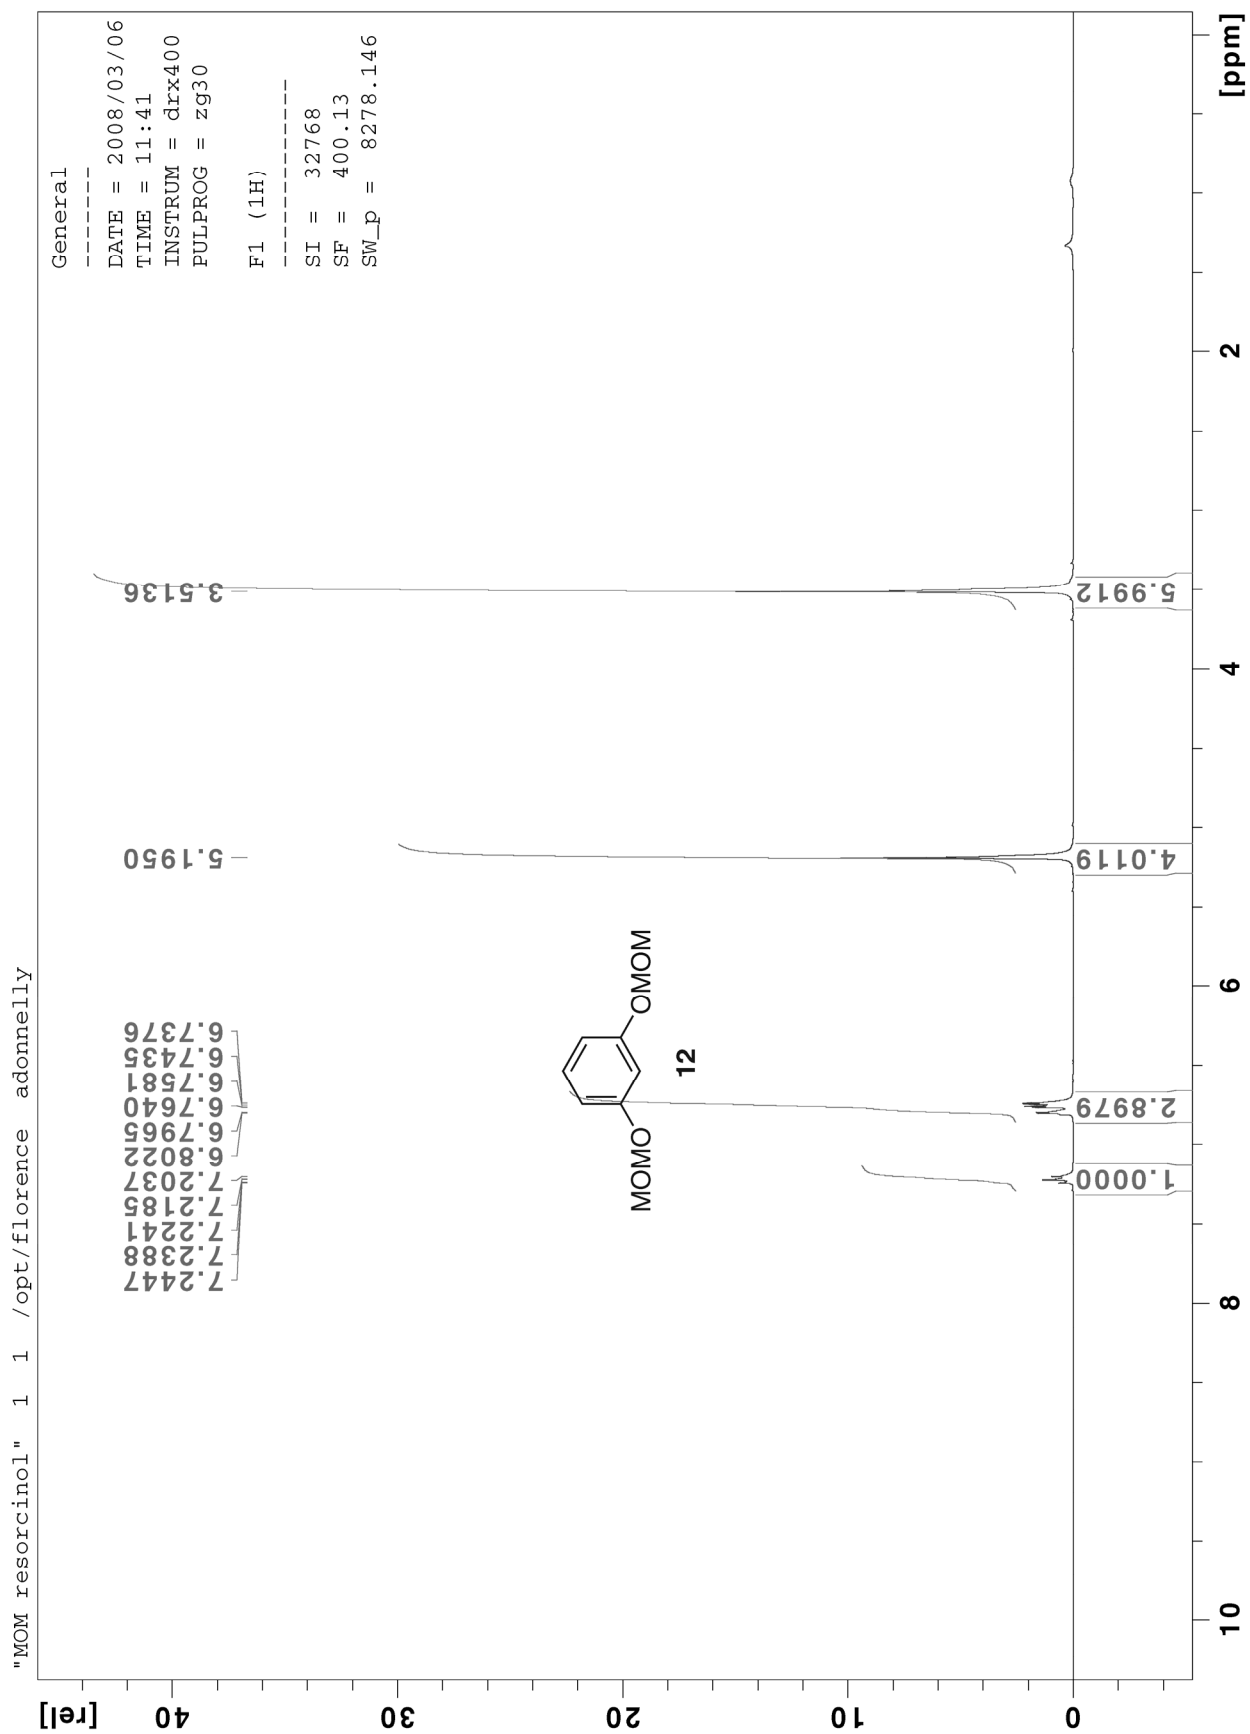 "MOM resorcinol" 1 1 /opt/florence adonnelly
General
DATE = 2008/03/06
TIME = 11:41
INSTRUM = drx400
PULPROG = zg30
F1 (1H)
SI = 32768
SF = 400.13
SW_p = 8278.146
7.2447
7.2388
7.2241
7.2185
7.2037
6.8022
6.7965
6.7640
6.7581
6.7435
6.7376
5.1950
3.5136
MOMO
OMOM
12
1.0000
2.8979
4.0119
5.9912
10
8
6
4
2
[ppm]
[rel]
40
30
20
10
0